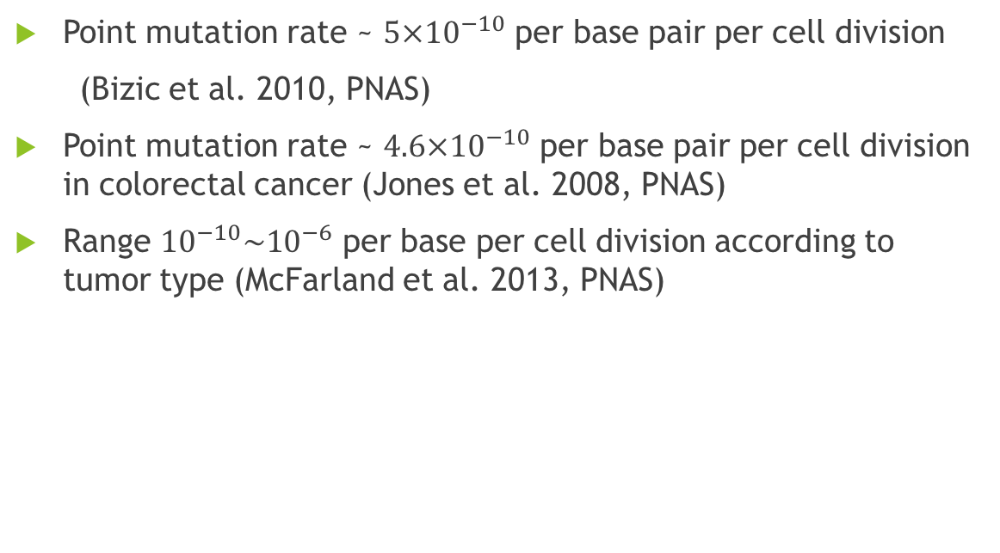 Point mutation rate ~ 5×10⁻¹⁰ per base pair per cell division
(Bizic et al. 2010, PNAS)
Point mutation rate ~ 4.6×10⁻¹⁰ per base pair per cell division
in colorectal cancer (Jones et al. 2008, PNAS)
Range 10⁻¹⁰~10⁻⁶ per base per cell division according to
tumor type (McFarland et al. 2013, PNAS)